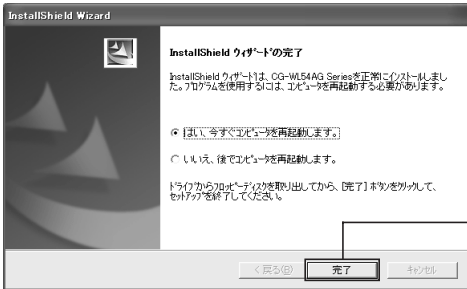 InstallShield Wizard
InstallShield ウィザードの完了
InstallShield ウィザードは、CG-WL54AG Seriesを正常にインストールしまし
た。プログラムを使用するには、コンピュータを再起動する必要があります。
はい、今すぐコンピュータを再起動します。
いいえ、後でコンピュータを再起動します。
ドライブからフロッピーディスクを取り出してから、[完了] ボタンをクリックして、
セットアップを終了してください。
< 戻る(B)
完了
キャンセル